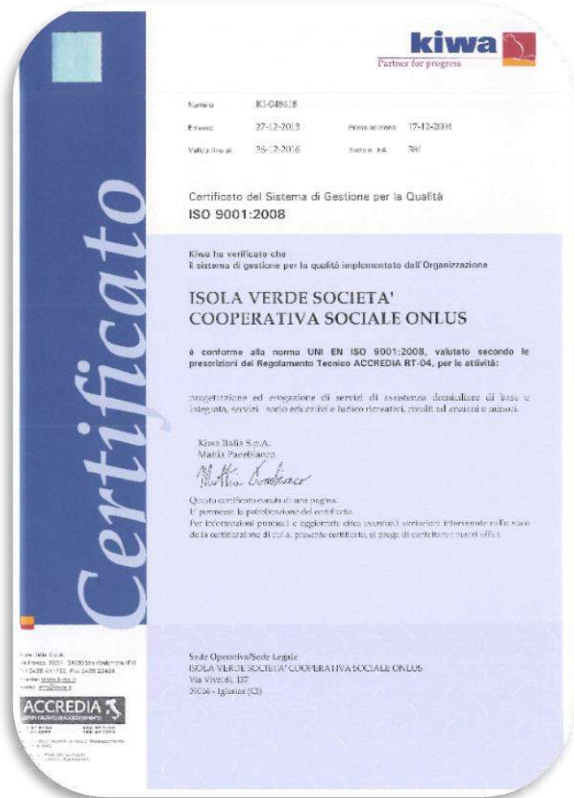 kiwa
Partner for progress
Numero
Emesso 27-12-2013 Prima emissione 17-12-2004
Valido fino al 26-12-2016 Settore EA
Certificato del Sistema di Gestione per la Qualità
ISO 9001:2008
Kiwa ha verificato che
il sistema di gestione per la qualità implementato dall'Organizzazione
ISOLA VERDE SOCIETA'
COOPERATIVA SOCIALE ONLUS
è conforme alla norma UNI EN ISO 9001:2008, valutato secondo le
prescrizioni del Regolamento Tecnico ACCREDIA RT-04, per le attività:
progettazione ed erogazione di servizi di assistenza domiciliare di base e
integrata, servizi socio educativi e ludico ricreativi, rivolti ad anziani e minori.
Kiwa Italia S.p.A.
Mattia Panebianco
Questo certificato consta di una pagina.
E' permessa la pubblicazione del certificato.
Per informazioni puntuali e aggiornate circa eventuali variazioni intervenute nello stato
della certificazione di cui al presente certificato, si prega di contattare i nostri uffici.
Sede Operativa/Sede Legale
ISOLA VERDE SOCIETA' COOPERATIVA SOCIALE ONLUS
Via Vivaldi, 137
09016 - Iglesias (CI)
Certificato
ACCREDIA